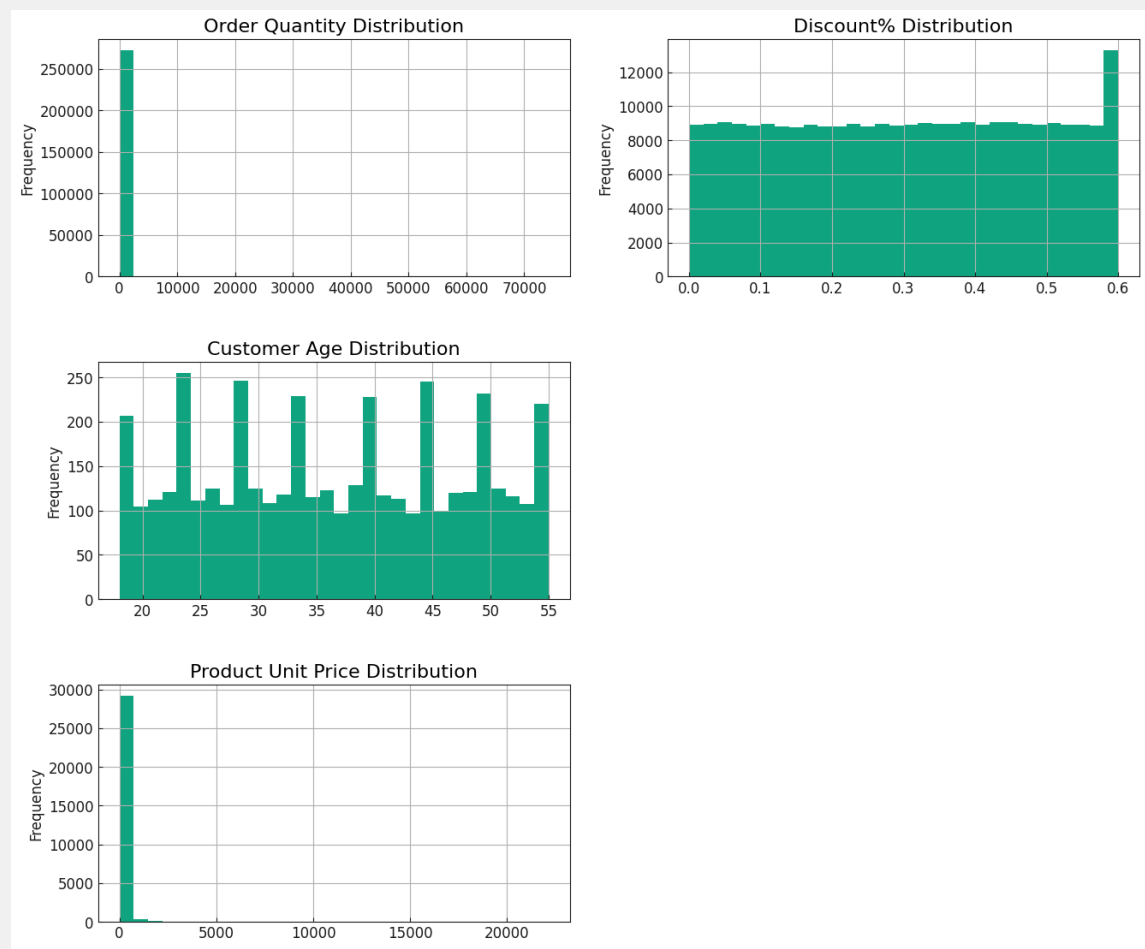 Order Quantity Distribution
Frequency
250000
200000
150000
100000
50000
0
0 10000 20000 30000 40000 50000 60000 70000
Discount% Distribution
Frequency
12000
10000
8000
6000
4000
2000
0
0.0 0.1 0.2 0.3 0.4 0.5 0.6
Customer Age Distribution
Frequency
250
200
150
100
50
0
20 25 30 35 40 45 50 55
Product Unit Price Distribution
Frequency
30000
25000
20000
15000
10000
5000
0
0 5000 10000 15000 20000